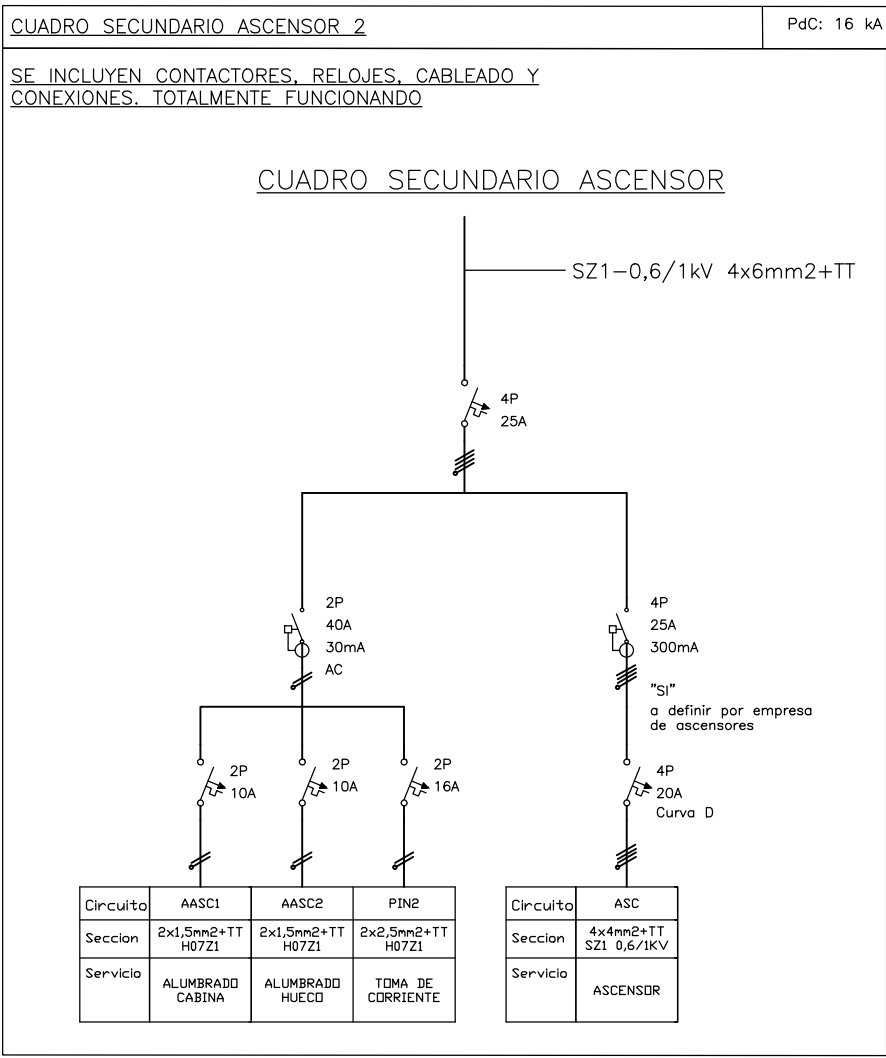 CUADRO SECUNDARIO ASCENSOR 2
PdC: 16 kA
SE INCLUYEN CONTACTORES, RELOJES, CABLEADO Y
CONEXIONES. TOTALMENTE FUNCIONANDO
CUADRO SECUNDARIO ASCENSOR
SZ1-0,6/1kV 4x6mm2+TT
4P
25A
2P
40A
30mA
AC
4P
25A
300mA
"SI"
a definir por empresa
de ascensores
2P
10A
2P
10A
2P
16A
4P
20A
Curva D
Circuito AASC1 AASC2 PIN2
Seccion 2x1,5mm2+TT 2x1,5mm2+TT 2x2,5mm2+TT
H07Z1 H07Z1 H07Z1
Servicio
ALUMBRADO ALUMBRADO TOMA DE
CABINA HUECO CORRIENTE
Circuito ASC
Seccion 4x4mm2+TT
SZ1 0,6/1KV
Servicio
ASCENSOR